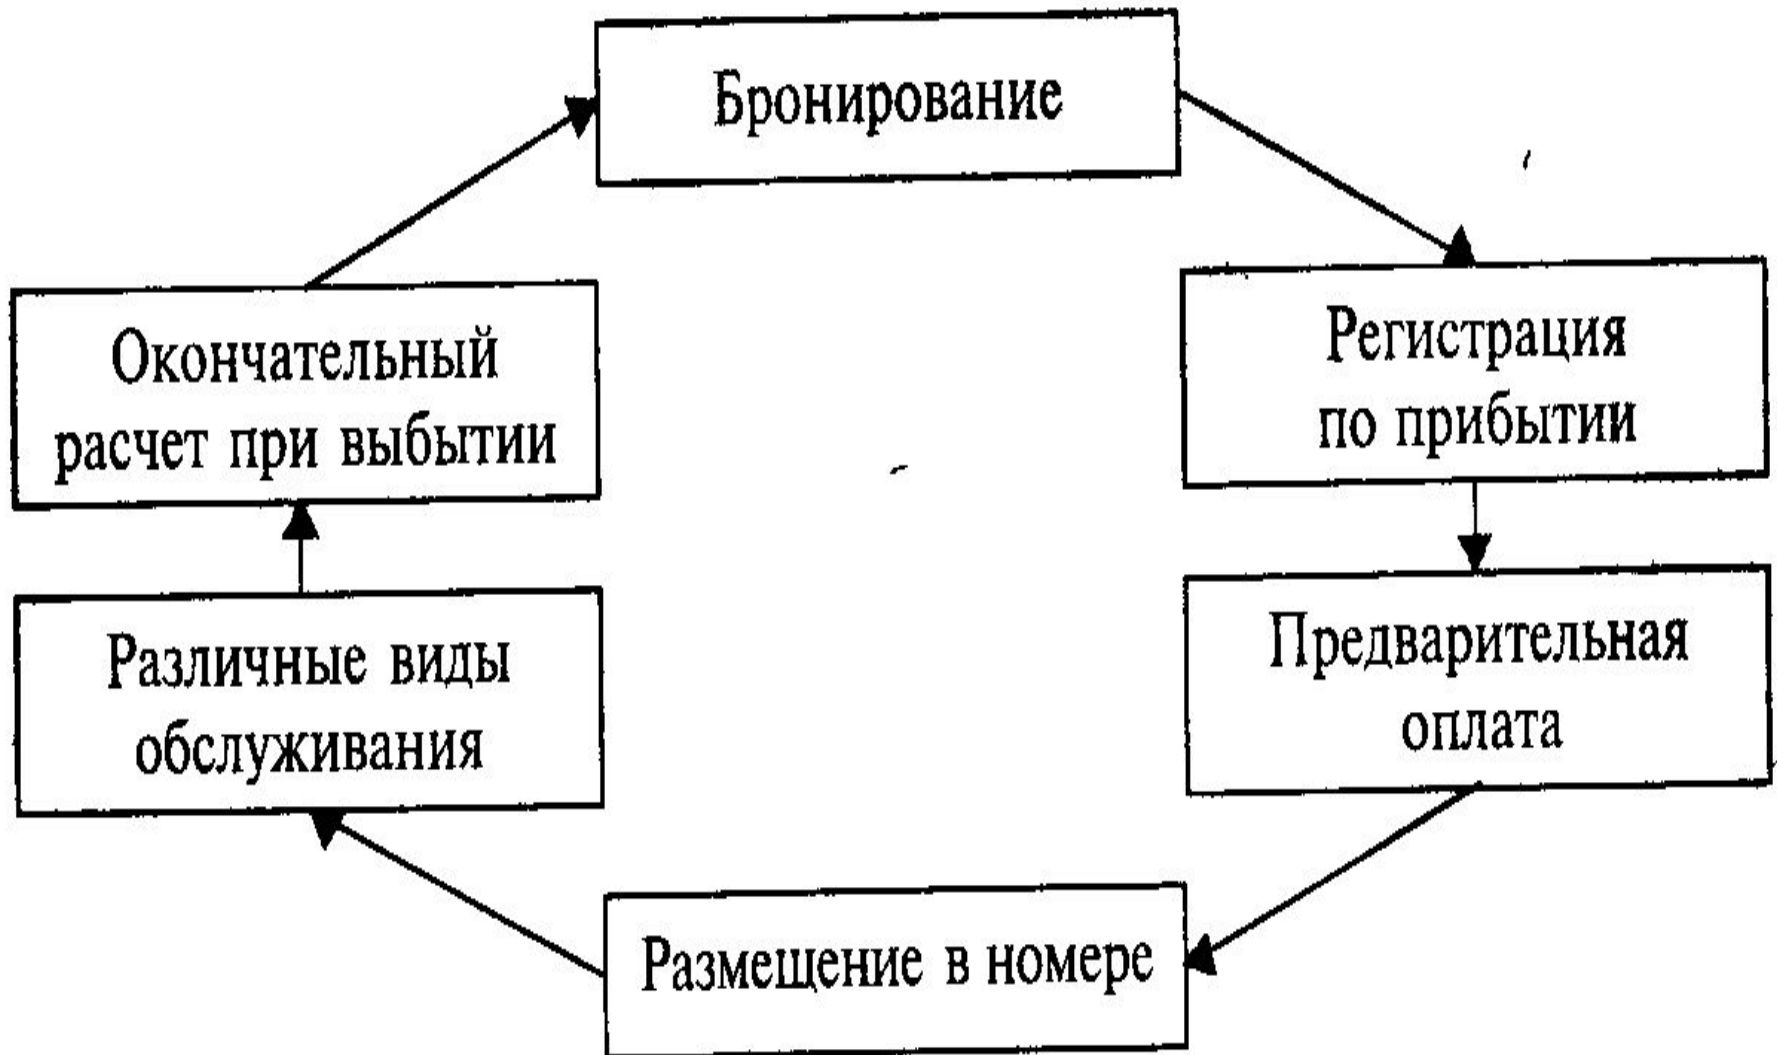 Бронирование
Регистрация
по прибытии
Предварительная
оплата
Размещение в номере
Различные виды
обслуживания
Окончательный
расчет при выбытии